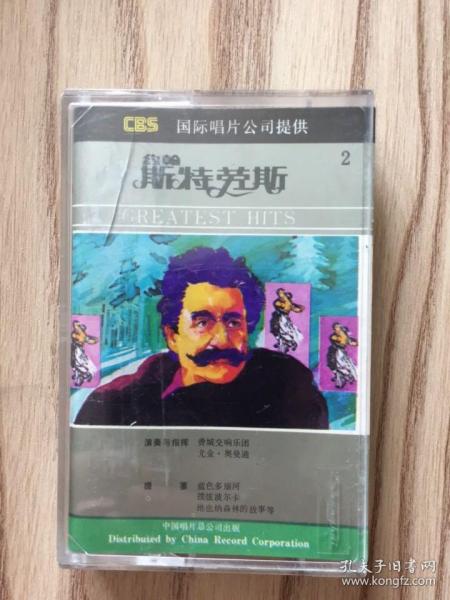 CBS 国际唱片公司提供
2
斯特劳斯
GREATEST HITS
演奏与指挥 费城交响乐团
尤金·奥曼迪
蓝色多瑙河
拨弦波尔卡
维也纳森林的故事等
中国唱片总公司出版
Distributed by China Record Corporation
孔夫子旧书网
www.kongfz.com